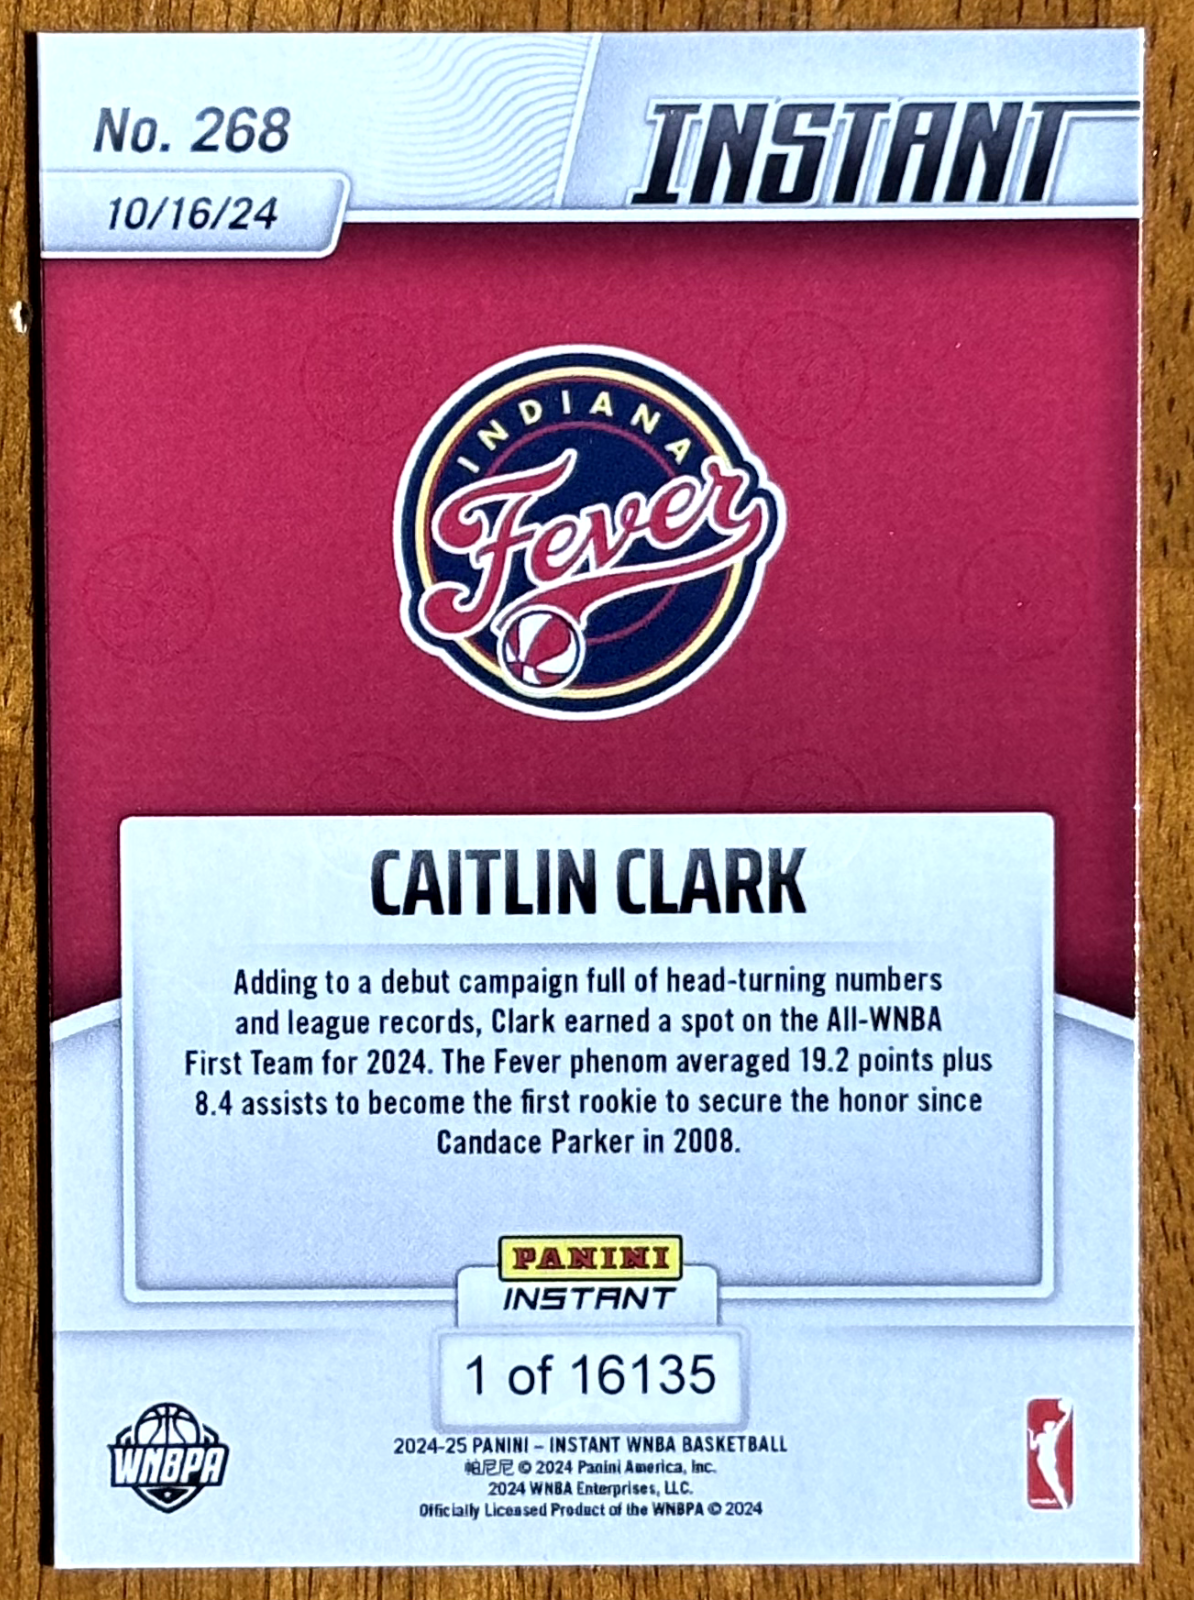 No. 268
INSTANT
10/16/24
INDIANA
Fever
CAITLIN CLARK
Adding to a debut campaign full of head-turning numbers
and league records, Clark earned a spot on the All-WNBA
First Team for 2024. The Fever phenom averaged 19.2 points plus
8.4 assists to become the first rookie to secure the honor since
Candace Parker in 2008.
PANINI
INSTANT
1 of 16135
WNBPA
2024-25 PANINI – INSTANT WNBA BASKETBALL
帕尼尼 © 2024 Panini America, Inc.
2024 WNBA Enterprises, LLC.
Officially Licensed Product of the WNBPA © 2024